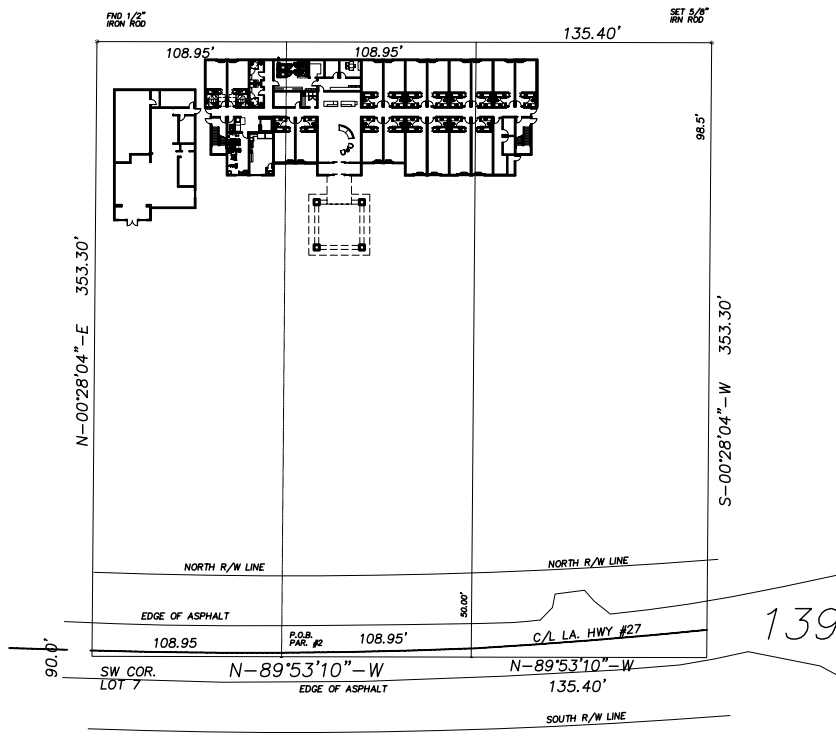 FND 1/2"
IRON ROD
SET 5/8"
IRN ROD
135.40'
108.95'
108.95'
98.5'
N-00°28'04"-E 353.30'
S-00°28'04"-W 353.30'
NORTH R/W LINE
NORTH R/W LINE
50.00'
EDGE OF ASPHALT
139
108.95
P.O.B.
PAR. #2
108.95'
C/L LA. HWY #27
90.0'
SW COR.
LOT 7
N-89°53'10"-W
N-89°53'10"-W
EDGE OF ASPHALT
135.40'
SOUTH R/W LINE